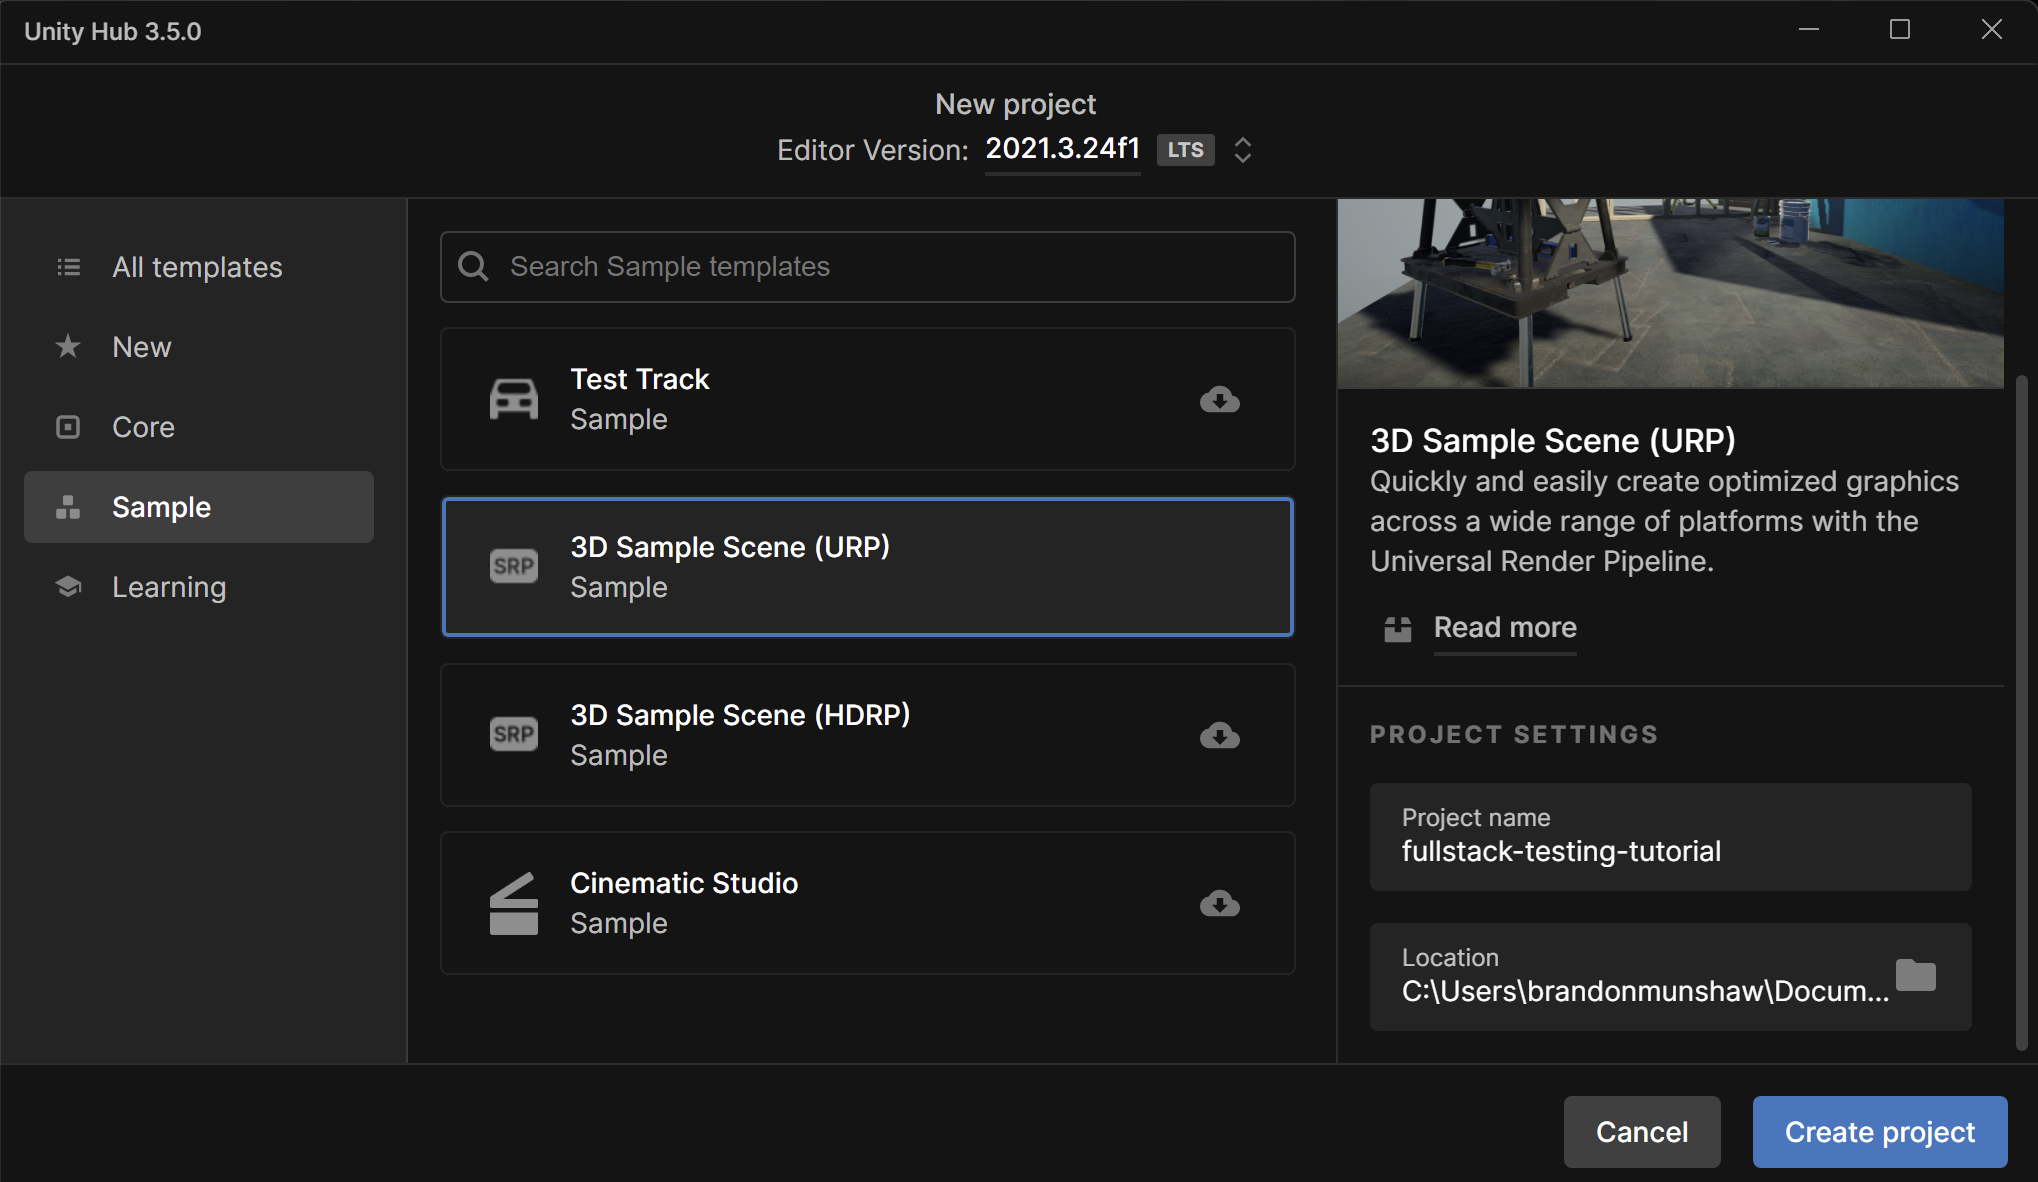 Unity Hub 3.5.0
New project
Editor Version: 2021.3.24f1 LTS
All templates
New
Core
Sample
Learning
Search Sample templates
Test Track
Sample
SRP
3D Sample Scene (URP)
Sample
SRP
3D Sample Scene (HDRP)
Sample
Cinematic Studio
Sample
3D Sample Scene (URP)
Quickly and easily create optimized graphics
across a wide range of platforms with the
Universal Render Pipeline.
Read more
PROJECT SETTINGS
Project name
fullstack-testing-tutorial
Location
C:\Users\brandonmunshaw\Docum...
Cancel
Create project